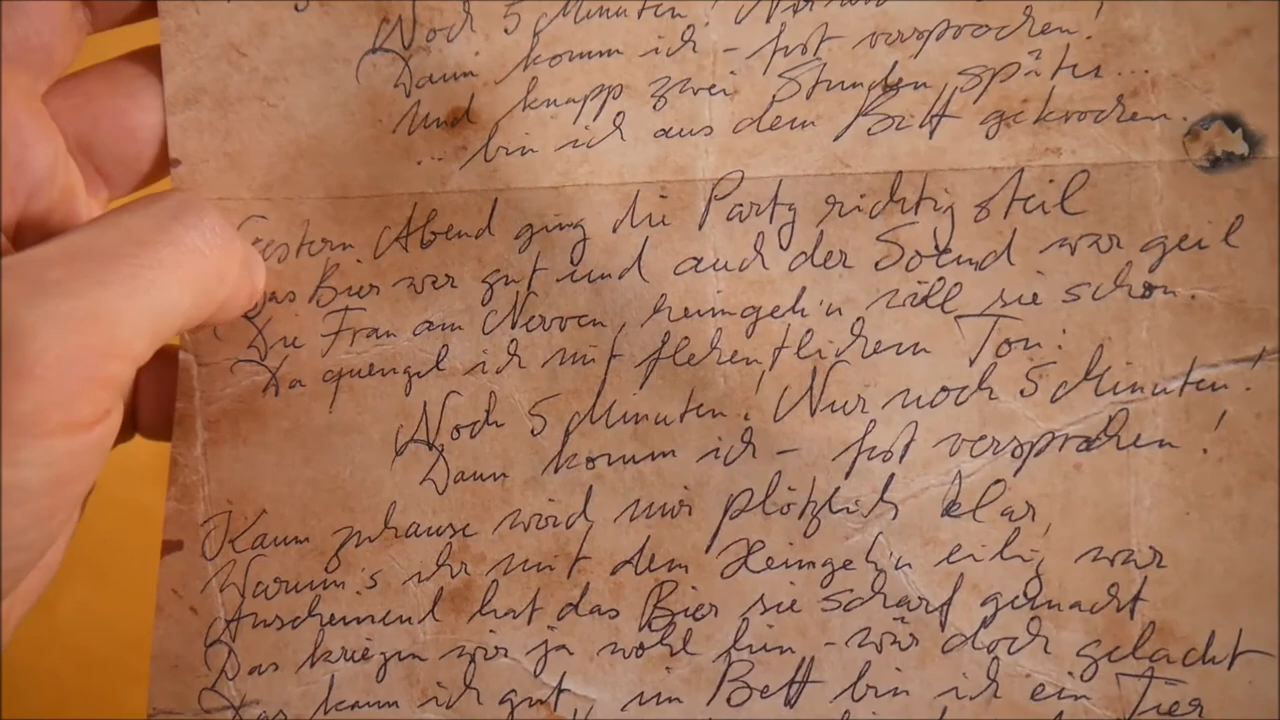 Noch 5 Minuten! Nur noch
Dann komm ich - fest versprochen!
Und knapp zwei Stunden später...
... bin ich aus dem Bett gekrochen.
Gestern Abend ging die Party richtig steil
Das Bier war gut und auch der Sound war geil
Die Frau am Nerven, heimgeh'n will sie schon.
Da quengel ich mit flehentlichem Ton:
Noch 5 Minuten! Nur noch 5 Minuten!
Dann komm ich - fest versprochen!
Kaum zuhause wird mir plötzlich klar,
Warum's ihr mit dem Heimgeh'n eilig war
Anscheinend hat das Bier sie scharf gemacht
Das kriegen wir ja wohl hin - wär doch gelacht
Das kann ich gut, im Bett bin ich ein Tier